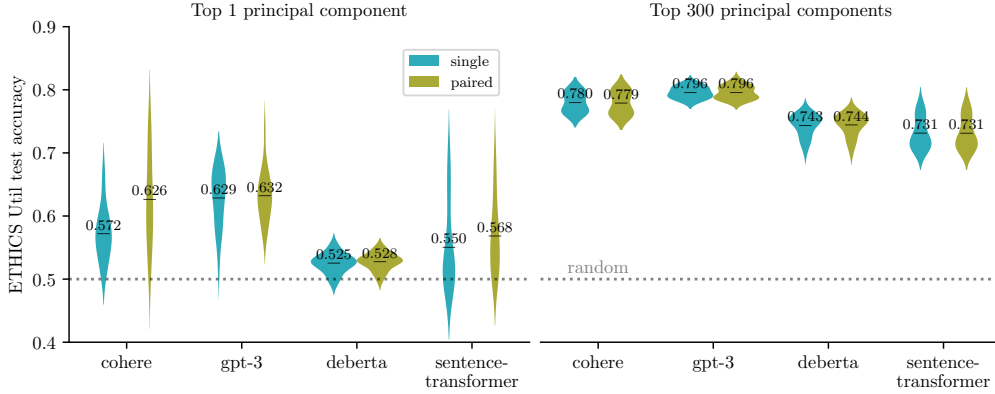 Top 1 principal component
Top 300 principal components
ETHICS Util test accuracy
0.9
0.8
0.7
0.6
0.5
0.4
single
paired
0.572
0.626
0.629
0.632
0.525
0.528
0.550
0.568
0.780
0.779
0.796
0.796
0.743
0.744
0.731
0.731
random
cohere
gpt-3
deberta
sentence-
transformer
cohere
gpt-3
deberta
sentence-
transformer